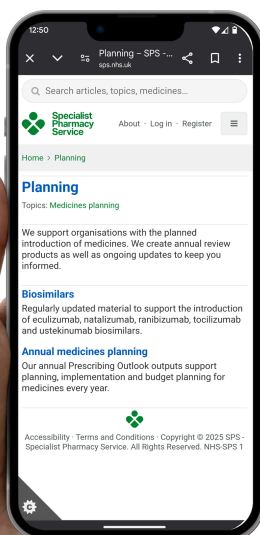 12:50
Planning – SPS -...
sps.nhs.uk
Search articles, topics, medicines...
Specialist
Pharmacy
Service
About · Log in · Register
Home > Planning
Planning
Topics: Medicines planning
We support organisations with the planned
introduction of medicines. We create annual review
products as well as ongoing updates to keep you
informed.
Biosimilars
Regularly updated material to support the introduction
of eculizumab, natalizumab, ranibizumab, tocilizumab
and ustekinumab biosimilars.
Annual medicines planning
Our annual Prescribing Outlook outputs support
planning, implementation and budget planning for
medicines every year.
Accessibility · Terms and Conditions · Copyright © 2025 SPS -
Specialist Pharmacy Service. All Rights Reserved. NHS-SPS 1